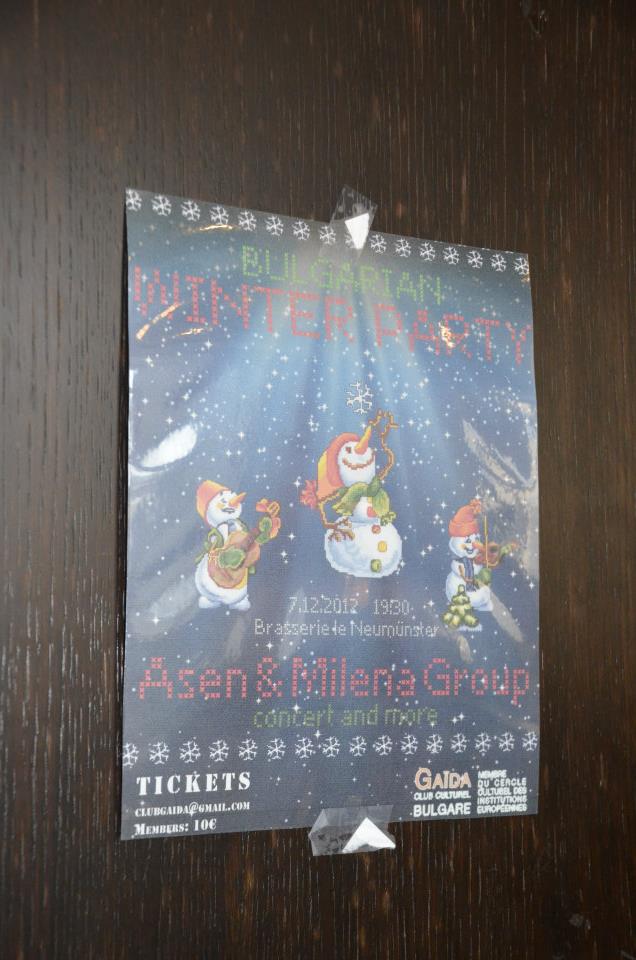 BULGARIAN
WINTER PARTY
7.12.2012 19:30
Brasserie le Neumünster
Asen & Milena Group
concert and more
TICKETS
CLUBGAIDA@GMAIL.COM
MEMBERS: 10€
GAÏDA
CLUB CULTUREL
BULGARE
MEMBRE
DU CERCLE
CULTUREL DES
INSTITUTIONS
EUROPÉENNES